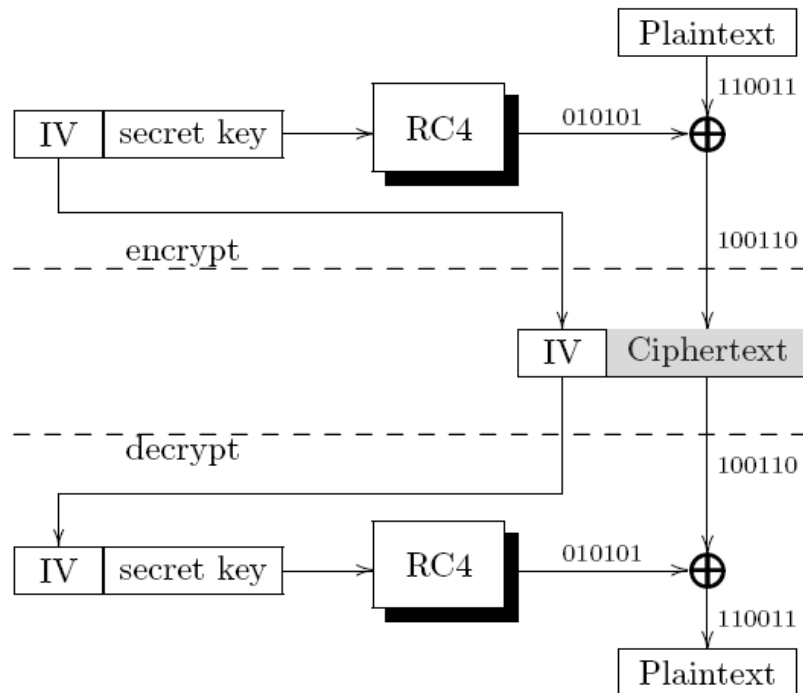 Plaintext
110011
IV secret key RC4 010101
encrypt 100110
IV Ciphertext
decrypt
100110
IV secret key RC4 010101
110011
Plaintext